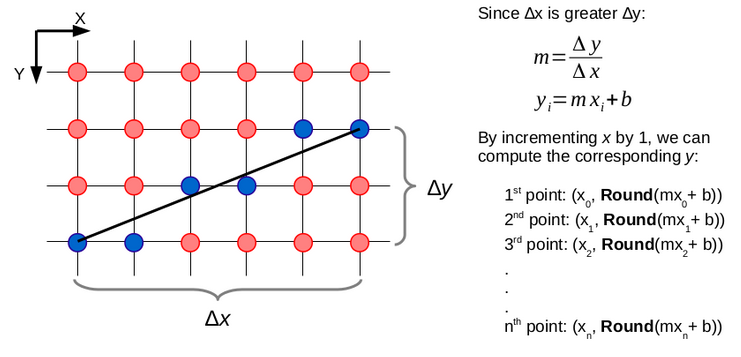 X
Y
Δy
Δx
Since Δx is greater Δy:
m=Δy/Δx
yᵢ=mxᵢ+b
By incrementing x by 1, we can
compute the corresponding y:
1st point: (x₀, Round(mx₀+ b))
2nd point: (x₁, Round(mx₁+ b))
3rd point: (x₂, Round(mx₂+ b))
.
.
.
nth point: (xₙ, Round(mxₙ+ b))